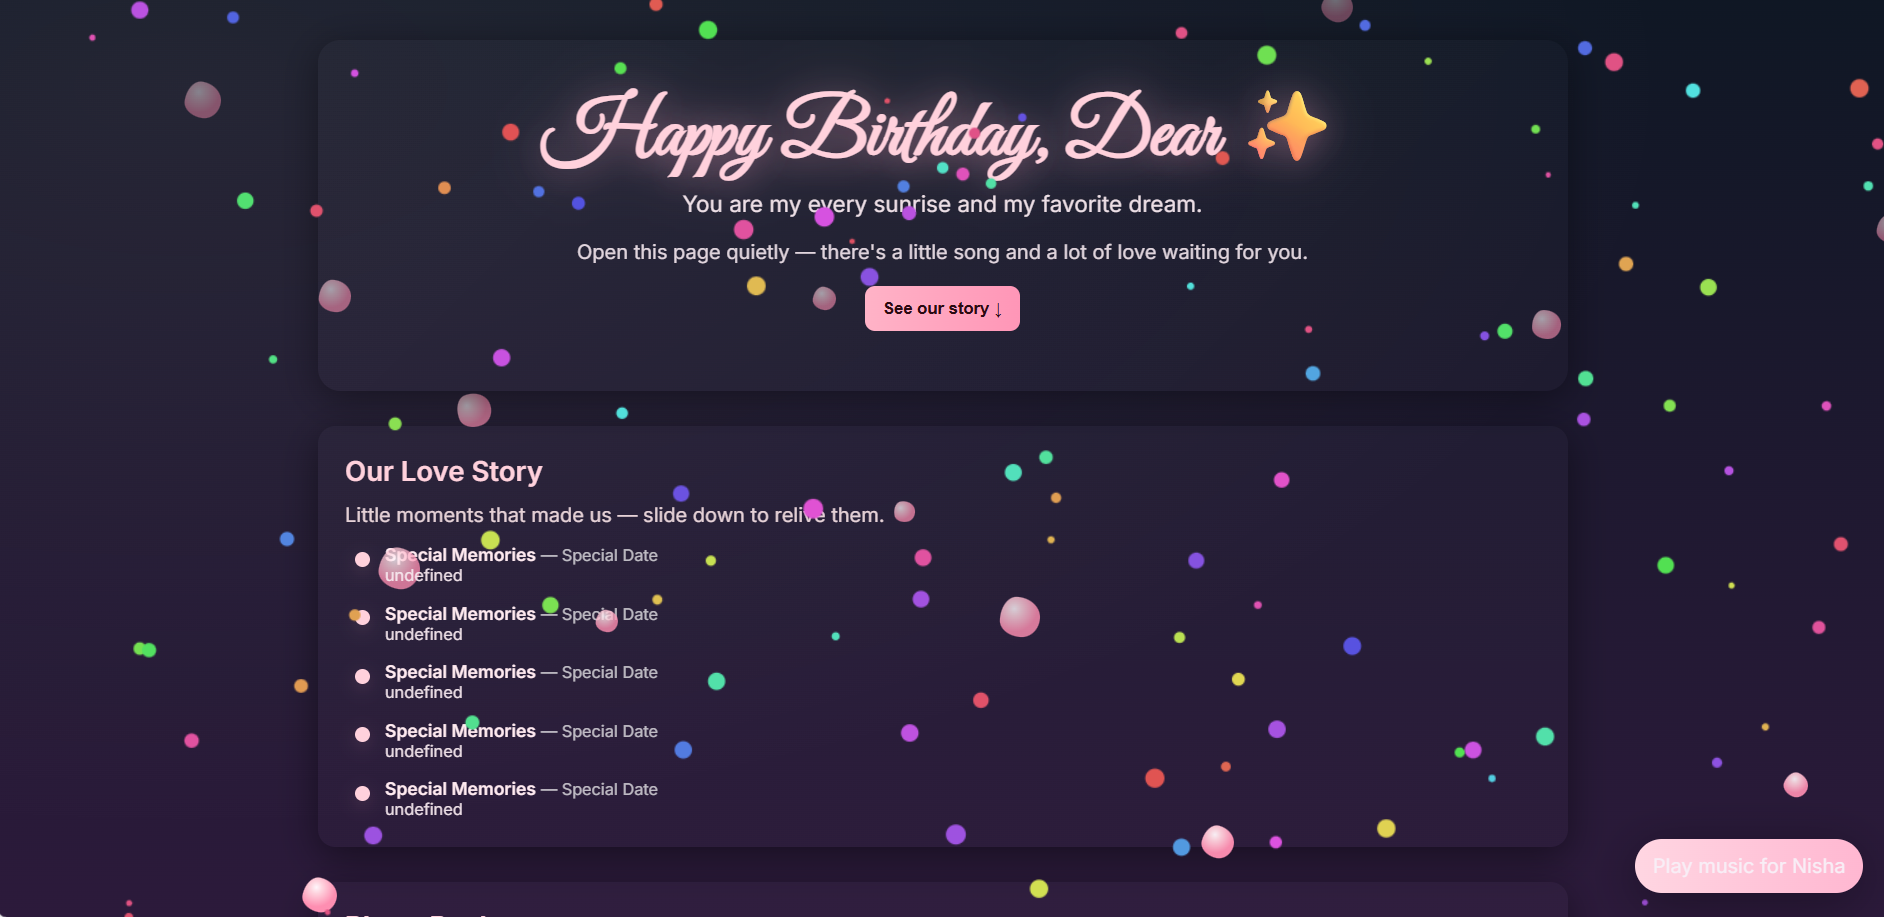 Happy Birthday, Dear ✨
You are my every sunrise and my favorite dream.
Open this page quietly — there's a little song and a lot of love waiting for you.
See our story ↓
Our Love Story
Little moments that made us — slide down to relive them.
Special Memories — Special Date
undefined
Special Memories — Special Date
undefined
Special Memories — Special Date
undefined
Special Memories — Special Date
undefined
Special Memories — Special Date
undefined
Play music for Nisha